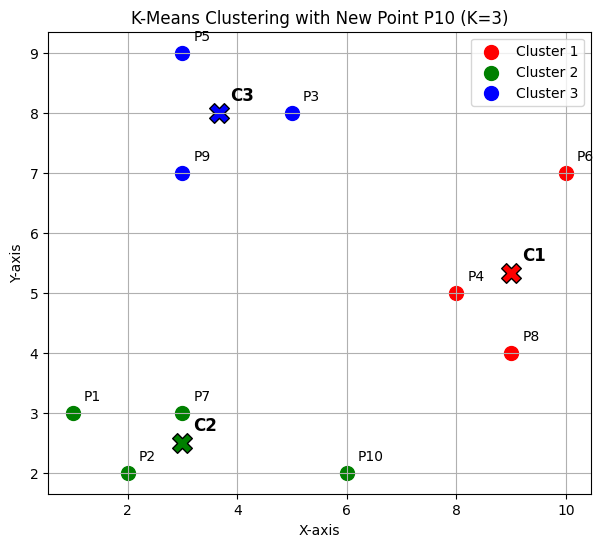 K-Means Clustering with New Point P10 (K=3)
Cluster 1
Cluster 2
Cluster 3
P5
C3
P3
P9
P6
C1
P4
P8
P1
P7
C2
P2
P10
9
8
7
6
5
4
3
2
Y-axis
2
4
6
8
10
X-axis